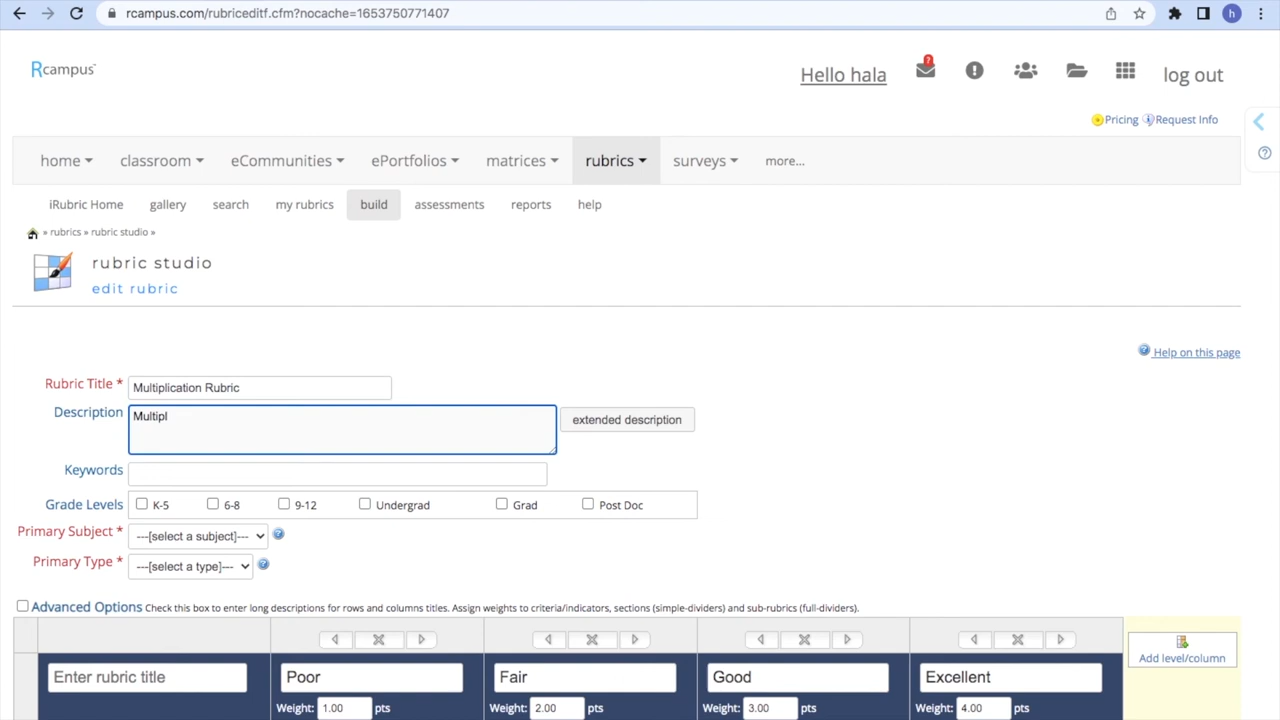 rcampus.com/rubriceditf.cfm?nocache=1653750771407
h
Rcampus
Hello hala
?
log out
Pricing Request Info
home eCommunities ePortfolios matrices rubrics surveys more...
classroom
iRubric Home gallery search my rubrics build assessments reports help
» rubrics » rubric studio »
rubric studio
edit rubric
Help on this page
Rubric Title * Multiplication Rubric
Description Multipl extended description
Keywords
Grade Levels K-5 6-8 9-12 Undergrad Grad Post Doc
Primary Subject * ---[select a subject]---
Primary Type * ---[select a type]---
Advanced Options Check this box to enter long descriptions for rows and columns titles. Assign weights to criteria/indicators, sections (simple-dividers) and sub-rubrics (full-dividers).
Add level/column
Enter rubric title Poor Fair Good Excellent
Weight: 1.00 pts Weight: 2.00 pts Weight: 3.00 pts Weight: 4.00 pts